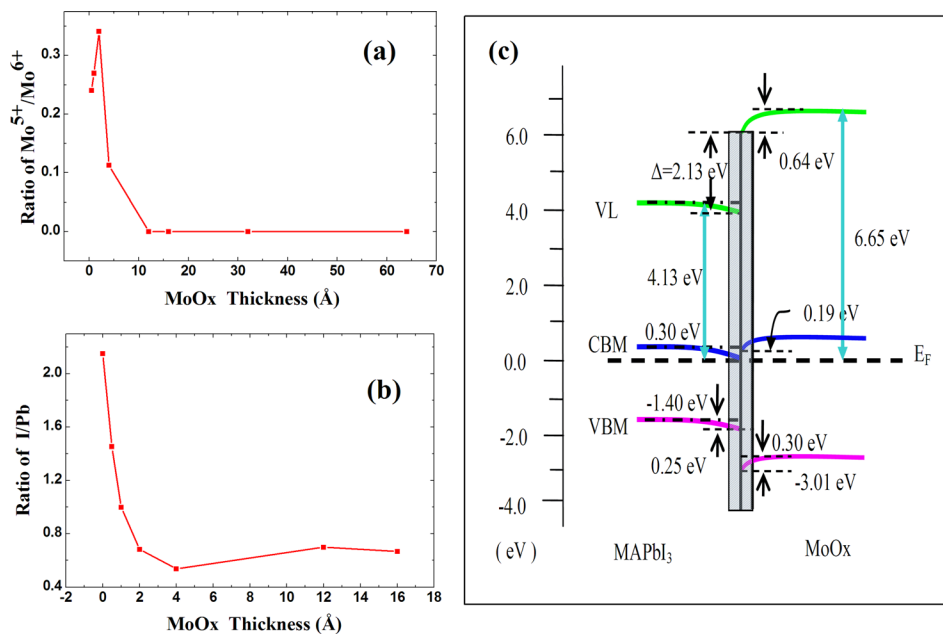 (a)
Ratio of Mo5+/Mo6+
0.3
0.2
0.1
0.0
0 10 20 30 40 50 60 70
MoOx Thickness (Å)
(b)
Ratio of I/Pb
2.0
1.6
1.2
0.8
0.4
-2 0 2 4 6 8 10 12 14 16 18
MoOx Thickness (Å)
(c)
6.0
4.0
2.0
0.0
-2.0
-4.0
( eV )
VL
CBM
VBM
Δ=2.13 eV
4.13 eV
0.30 eV
-1.40 eV
0.25 eV
0.64 eV
6.65 eV
0.19 eV
EF
0.30 eV
-3.01 eV
MAPbI3
MoOx